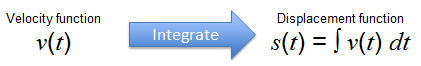 Velocity function
v(t)
Integrate
Displacement function
s(t) = ∫ v(t) dt